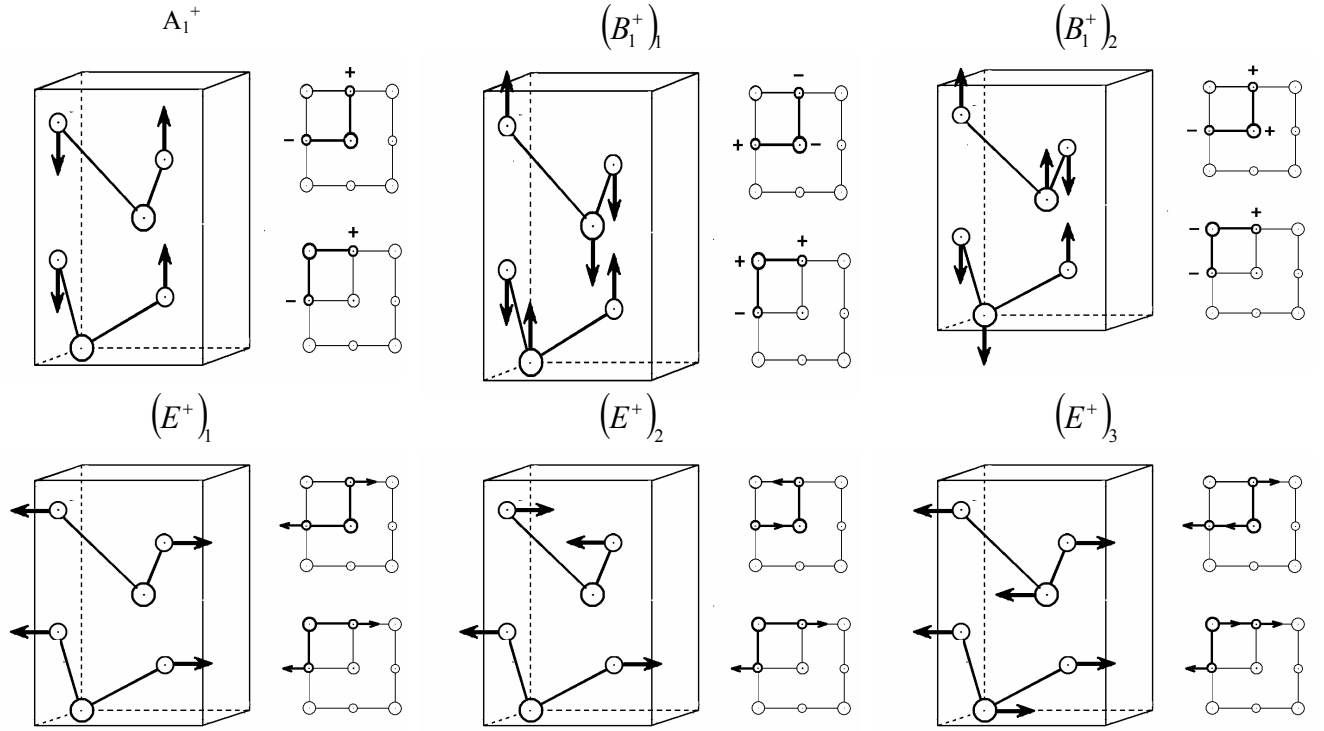 A₁⁺ (B₁⁺)₁ (B₁⁺)₂
+ - +
- + - - +
+ + +
- + - - -
(E⁺)₁ (E⁺)₂ (E⁺)₃